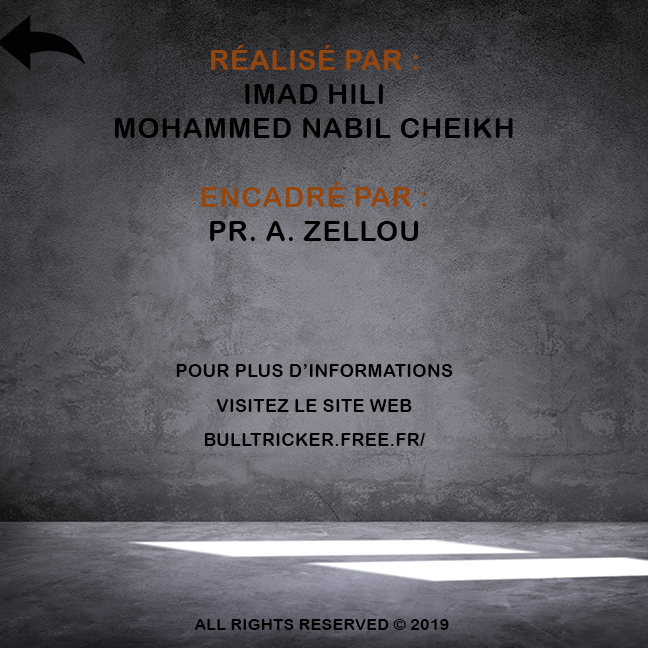 RÉALISÉ PAR :
IMAD HILI
MOHAMMED NABIL CHEIKH
ENCADRÉ PAR :
PR. A. ZELLOU
POUR PLUS D’INFORMATIONS
VISITEZ LE SITE WEB
BULLTRICKER.FREE.FR/
ALL RIGHTS RESERVED © 2019